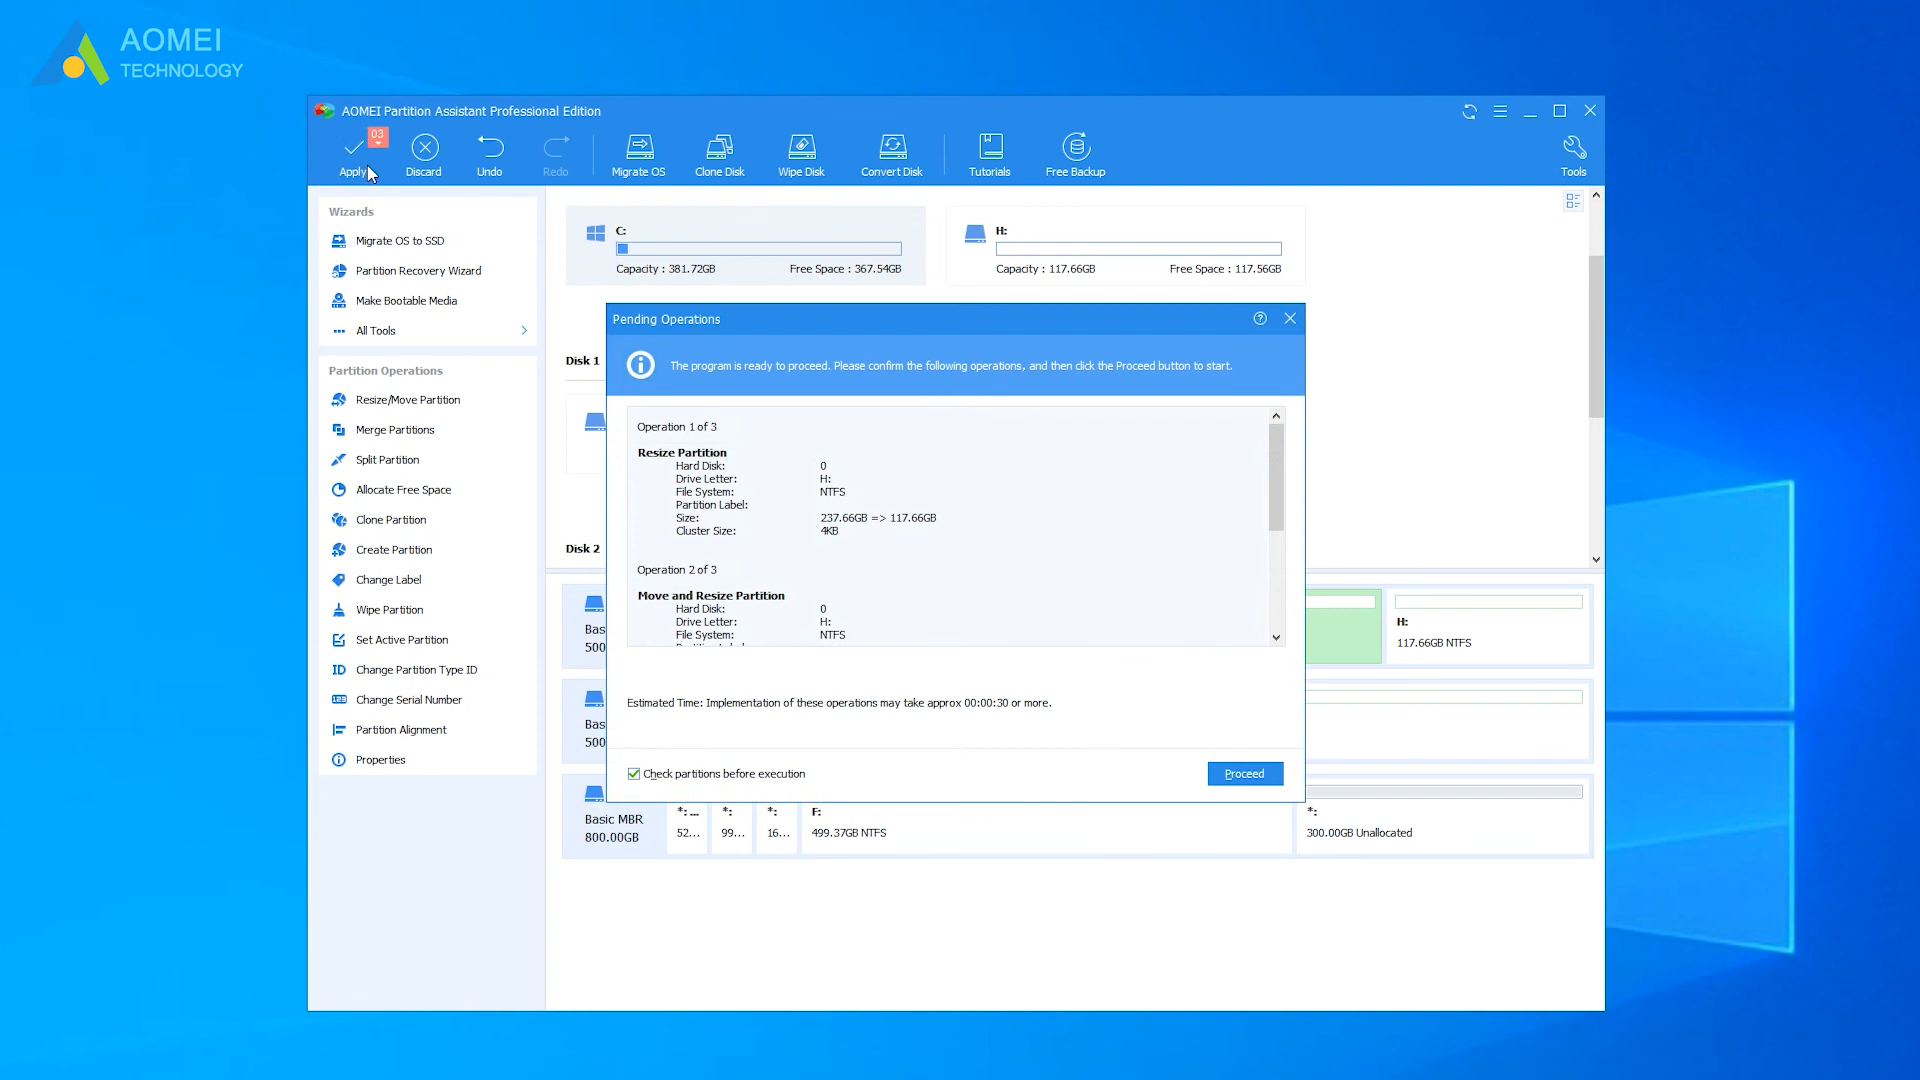 AOMEI
TECHNOLOGY
AOMEI Partition Assistant Professional Edition
03
Apply
Discard
Undo
Redo
Migrate OS
Clone Disk
Wipe Disk
Convert Disk
Tutorials
Free Backup
Tools
Wizards
Migrate OS to SSD
Partition Recovery Wizard
Make Bootable Media
All Tools
Partition Operations
Resize/Move Partition
Merge Partitions
Split Partition
Allocate Free Space
Clone Partition
Create Partition
Change Label
Wipe Partition
Set Active Partition
ID Change Partition Type ID
Change Serial Number
Partition Alignment
Properties
C:
Capacity : 381.72GB Free Space : 367.54GB
H:
Capacity : 117.66GB Free Space : 117.56GB
Disk 1
Disk 2
Pending Operations
The program is ready to proceed. Please confirm the following operations, and then click the Proceed button to start.
Operation 1 of 3
Resize Partition
Hard Disk: 0
Drive Letter: H:
File System: NTFS
Partition Label:
Size: 237.66GB => 117.66GB
Cluster Size: 4KB
Operation 2 of 3
Move and Resize Partition
Hard Disk: 0
Drive Letter: H:
File System: NTFS
Estimated Time: Implementation of these operations may take approx 00:00:30 or more.
Check partitions before execution
Proceed
Bas
500
H:
117.66GB NTFS
Bas
500
Basic MBR
800.00GB
*: ...
52...
*:
99...
*:
16...
F:
499.37GB NTFS
*:
300.00GB Unallocated